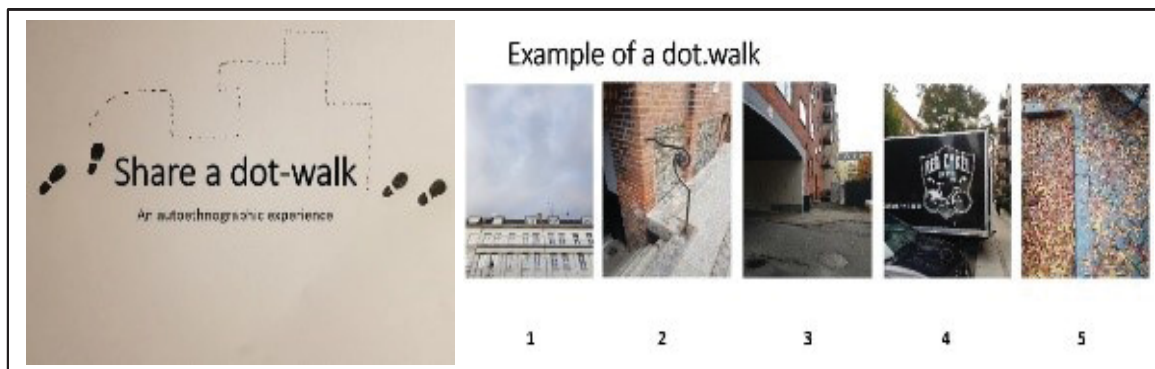 Share a dot-walk
An autoethnographic experience
Example of a dot.walk
1 2 3 4 5